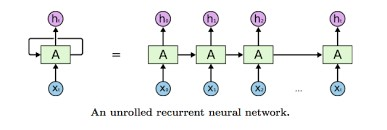 hₜ = h₀ h₁ h₂ hₜ
A A A A A
xₜ x₀ x₁ x₂ ... xₜ
An unrolled recurrent neural network.